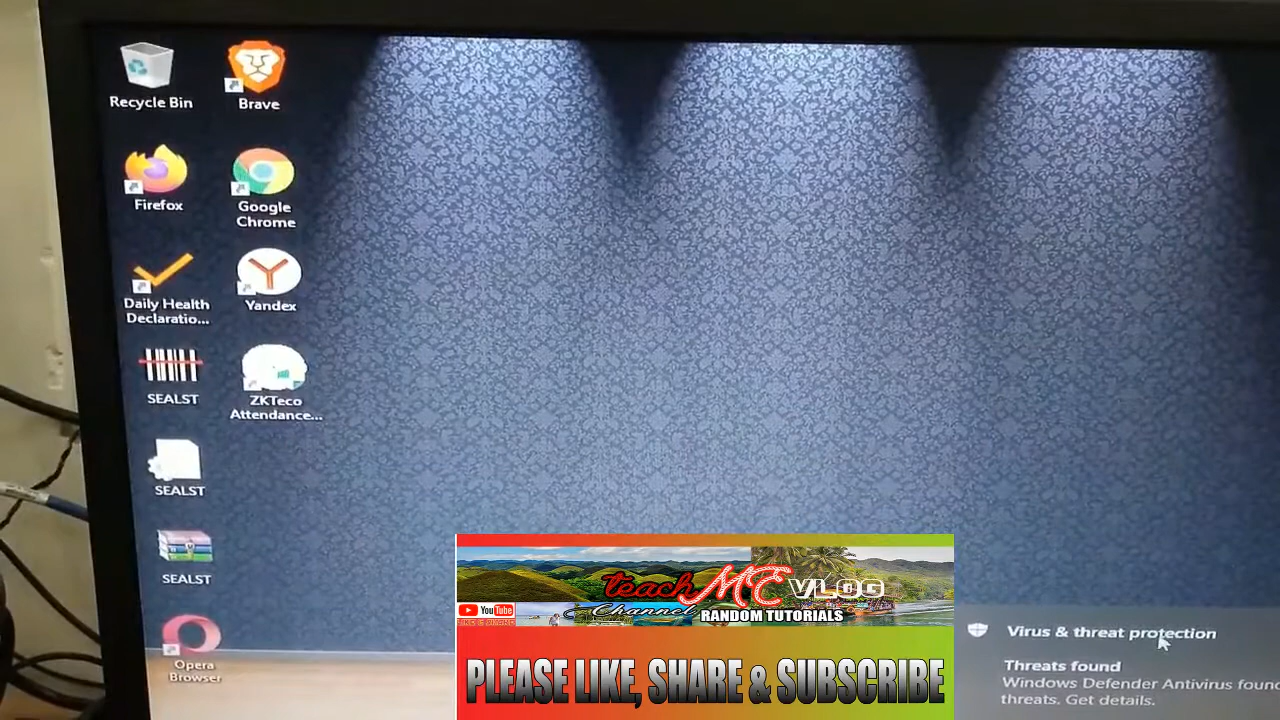 Recycle Bin
Brave
Firefox
Google
Chrome
Daily Health
Declaratio...
Yandex
SEALST
ZKTeco
Attendance...
SEALST
SEALST
Opera
Browser
teachME VLOG
Channel
YouTube
RANDOM TUTORIALS
PLEASE LIKE, SHARE & SUBSCRIBE
Virus & threat protection
Threats found
Windows Defender Antivirus found
threats. Get details.